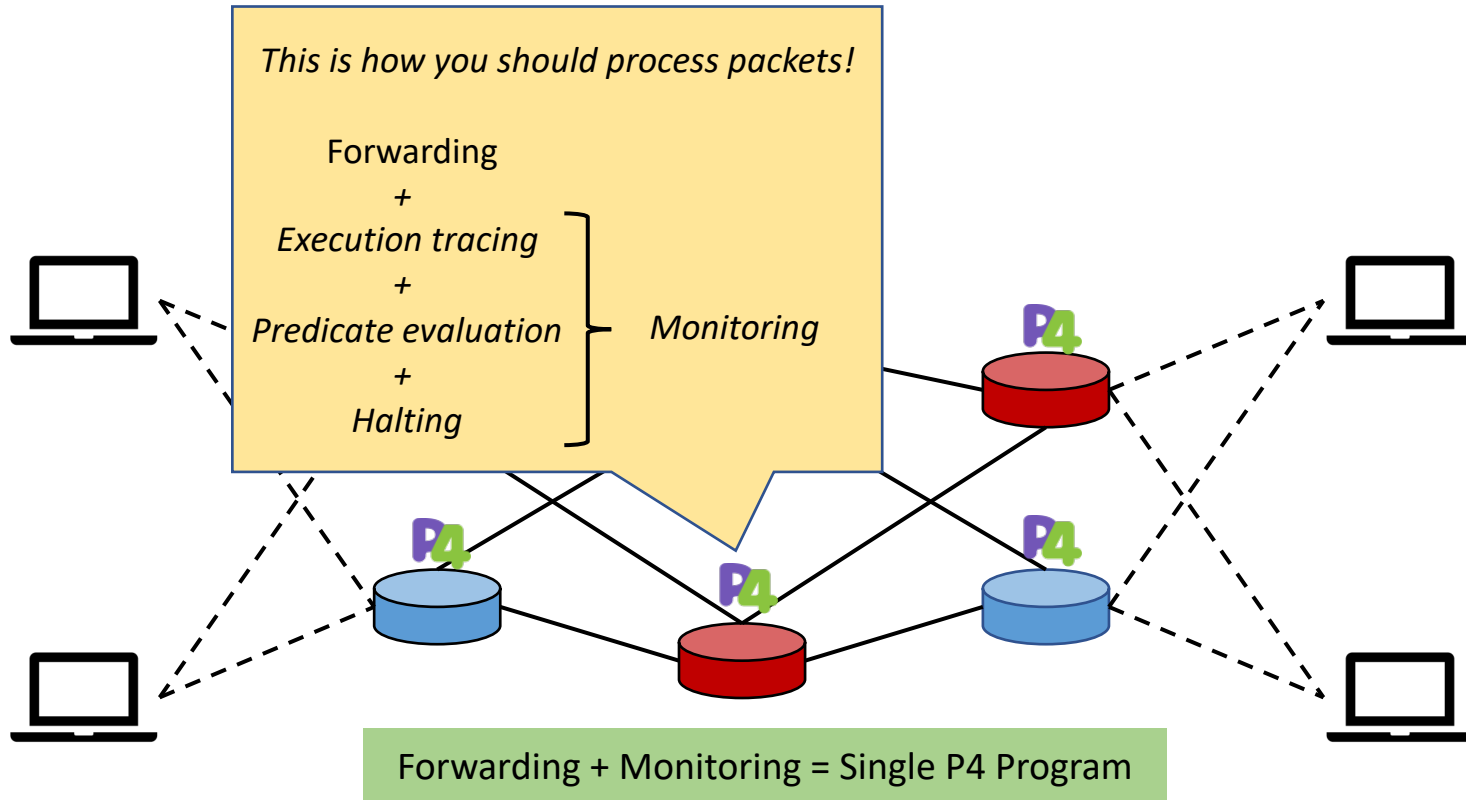 This is how you should process packets!
Forwarding
+
Execution tracing
+
Predicate evaluation
+
Halting
Monitoring
P4
P4
P4
P4
Forwarding + Monitoring = Single P4 Program